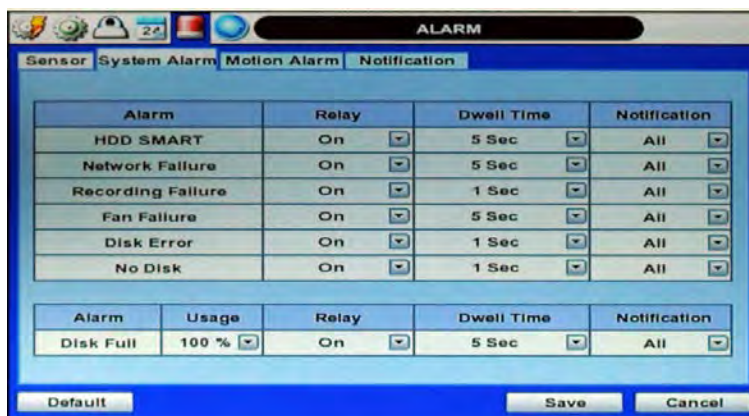 24
ALARM
Sensor System Alarm Motion Alarm Notification
Alarm Relay Dwell Time Notification
HDD SMART On 5 Sec All
Network Failure On 5 Sec All
Recording Failure On 1 Sec All
Fan Failure On 5 Sec All
Disk Error On 1 Sec All
No Disk On 1 Sec All
Alarm Usage Relay Dwell Time Notification
Disk Full 100 % On 5 Sec All
Default Save Cancel